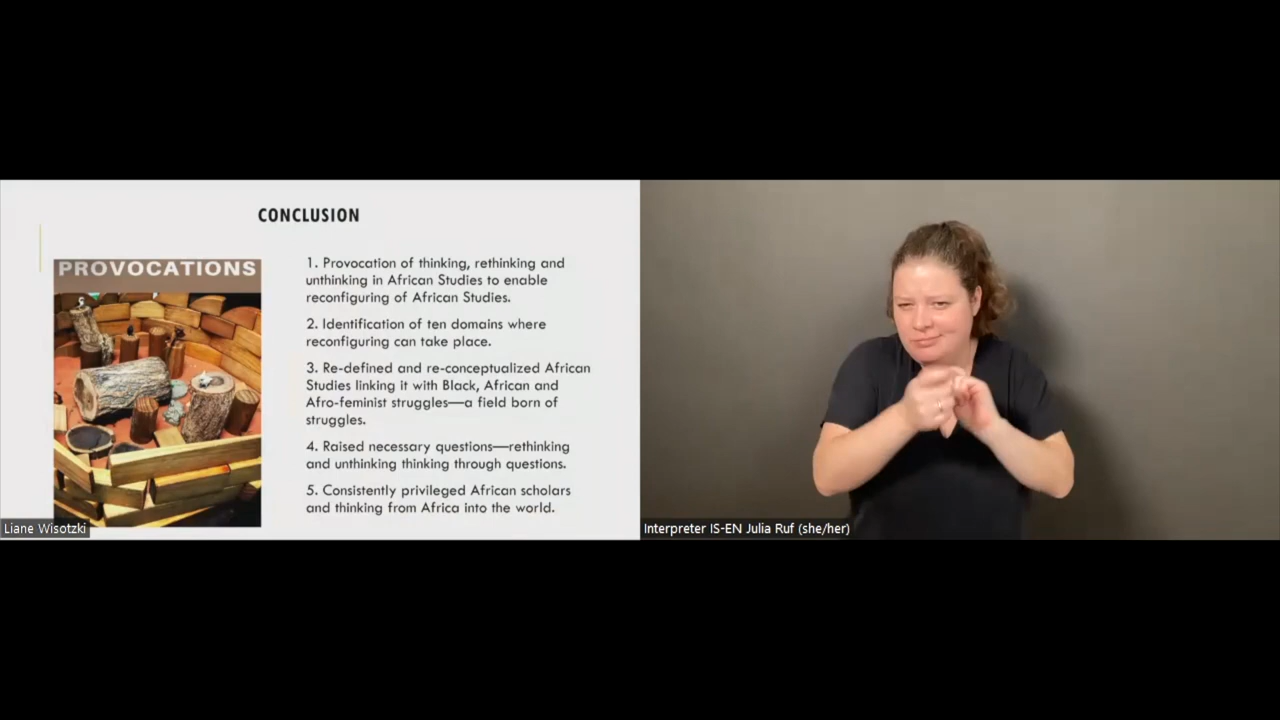 CONCLUSION
PROVOCATIONS
1. Provocation of thinking, rethinking and
unthinking in African Studies to enable
reconfiguring of African Studies.
2. Identification of ten domains where
reconfiguring can take place.
3. Re-defined and re-conceptualized African
Studies linking it with Black, African and
Afro-feminist struggles—a field born of
struggles.
4. Raised necessary questions—rethinking
and unthinking thinking through questions.
5. Consistently privileged African scholars
and thinking from Africa into the world.
Liane Wisotzki
Interpreter IS-EN Julia Ruf (she/her)